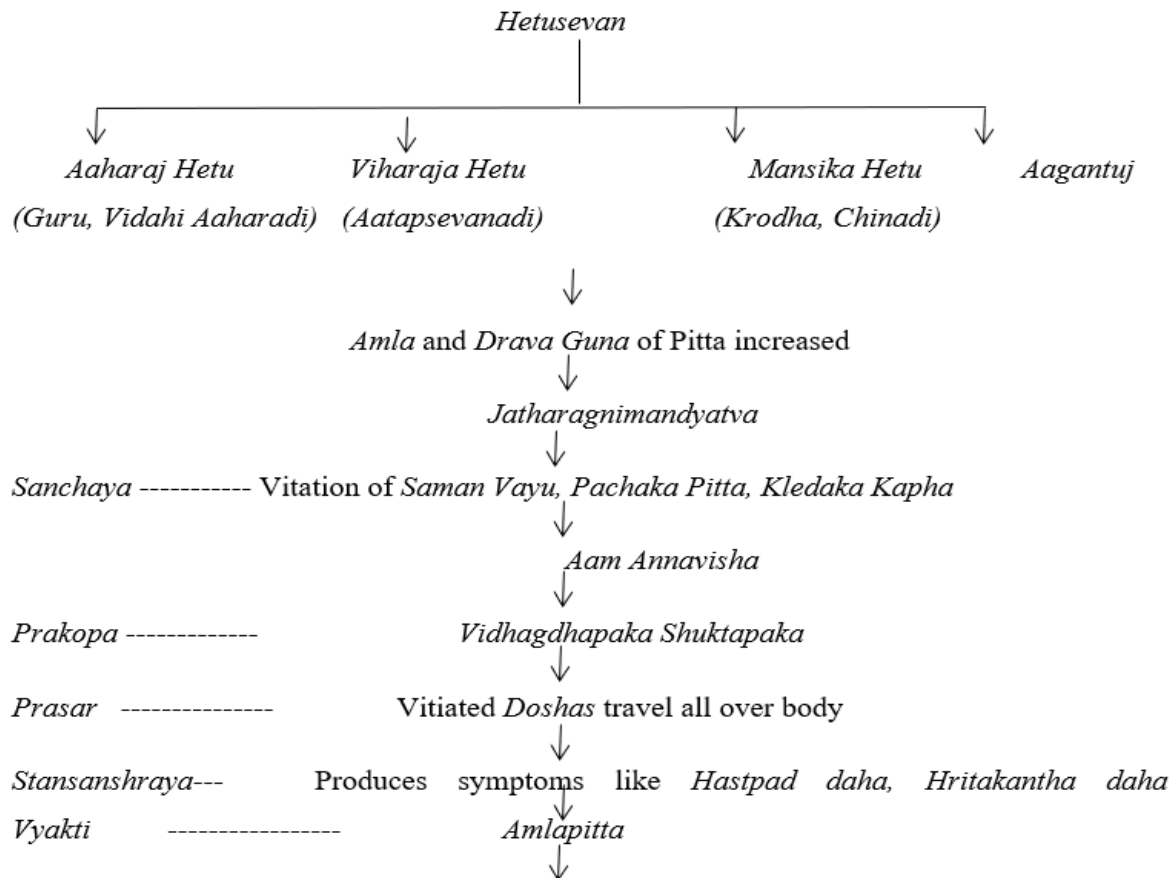 Hetusevan
Aaharaj Hetu Viharaja Hetu Mansika Hetu Aagantuj
(Guru, Vidahi Aaharadi) (Aatapsevanadi) (Krodha, Chinadi)
Amla and Drava Guna of Pitta increased
Jatharagnimandyatva
Sanchaya ----------- Vitation of Saman Vayu, Pachaka Pitta, Kledaka Kapha
Aam Annavisha
Prakopa ------------- Vidhagdhapaka Shuktapaka
Prasar --------------- Vitiated Doshas travel all over body
Stansanshraya--- Produces symptoms like Hastpad daha, Hritakantha daha
Vyakti ----------------- Amlapitta